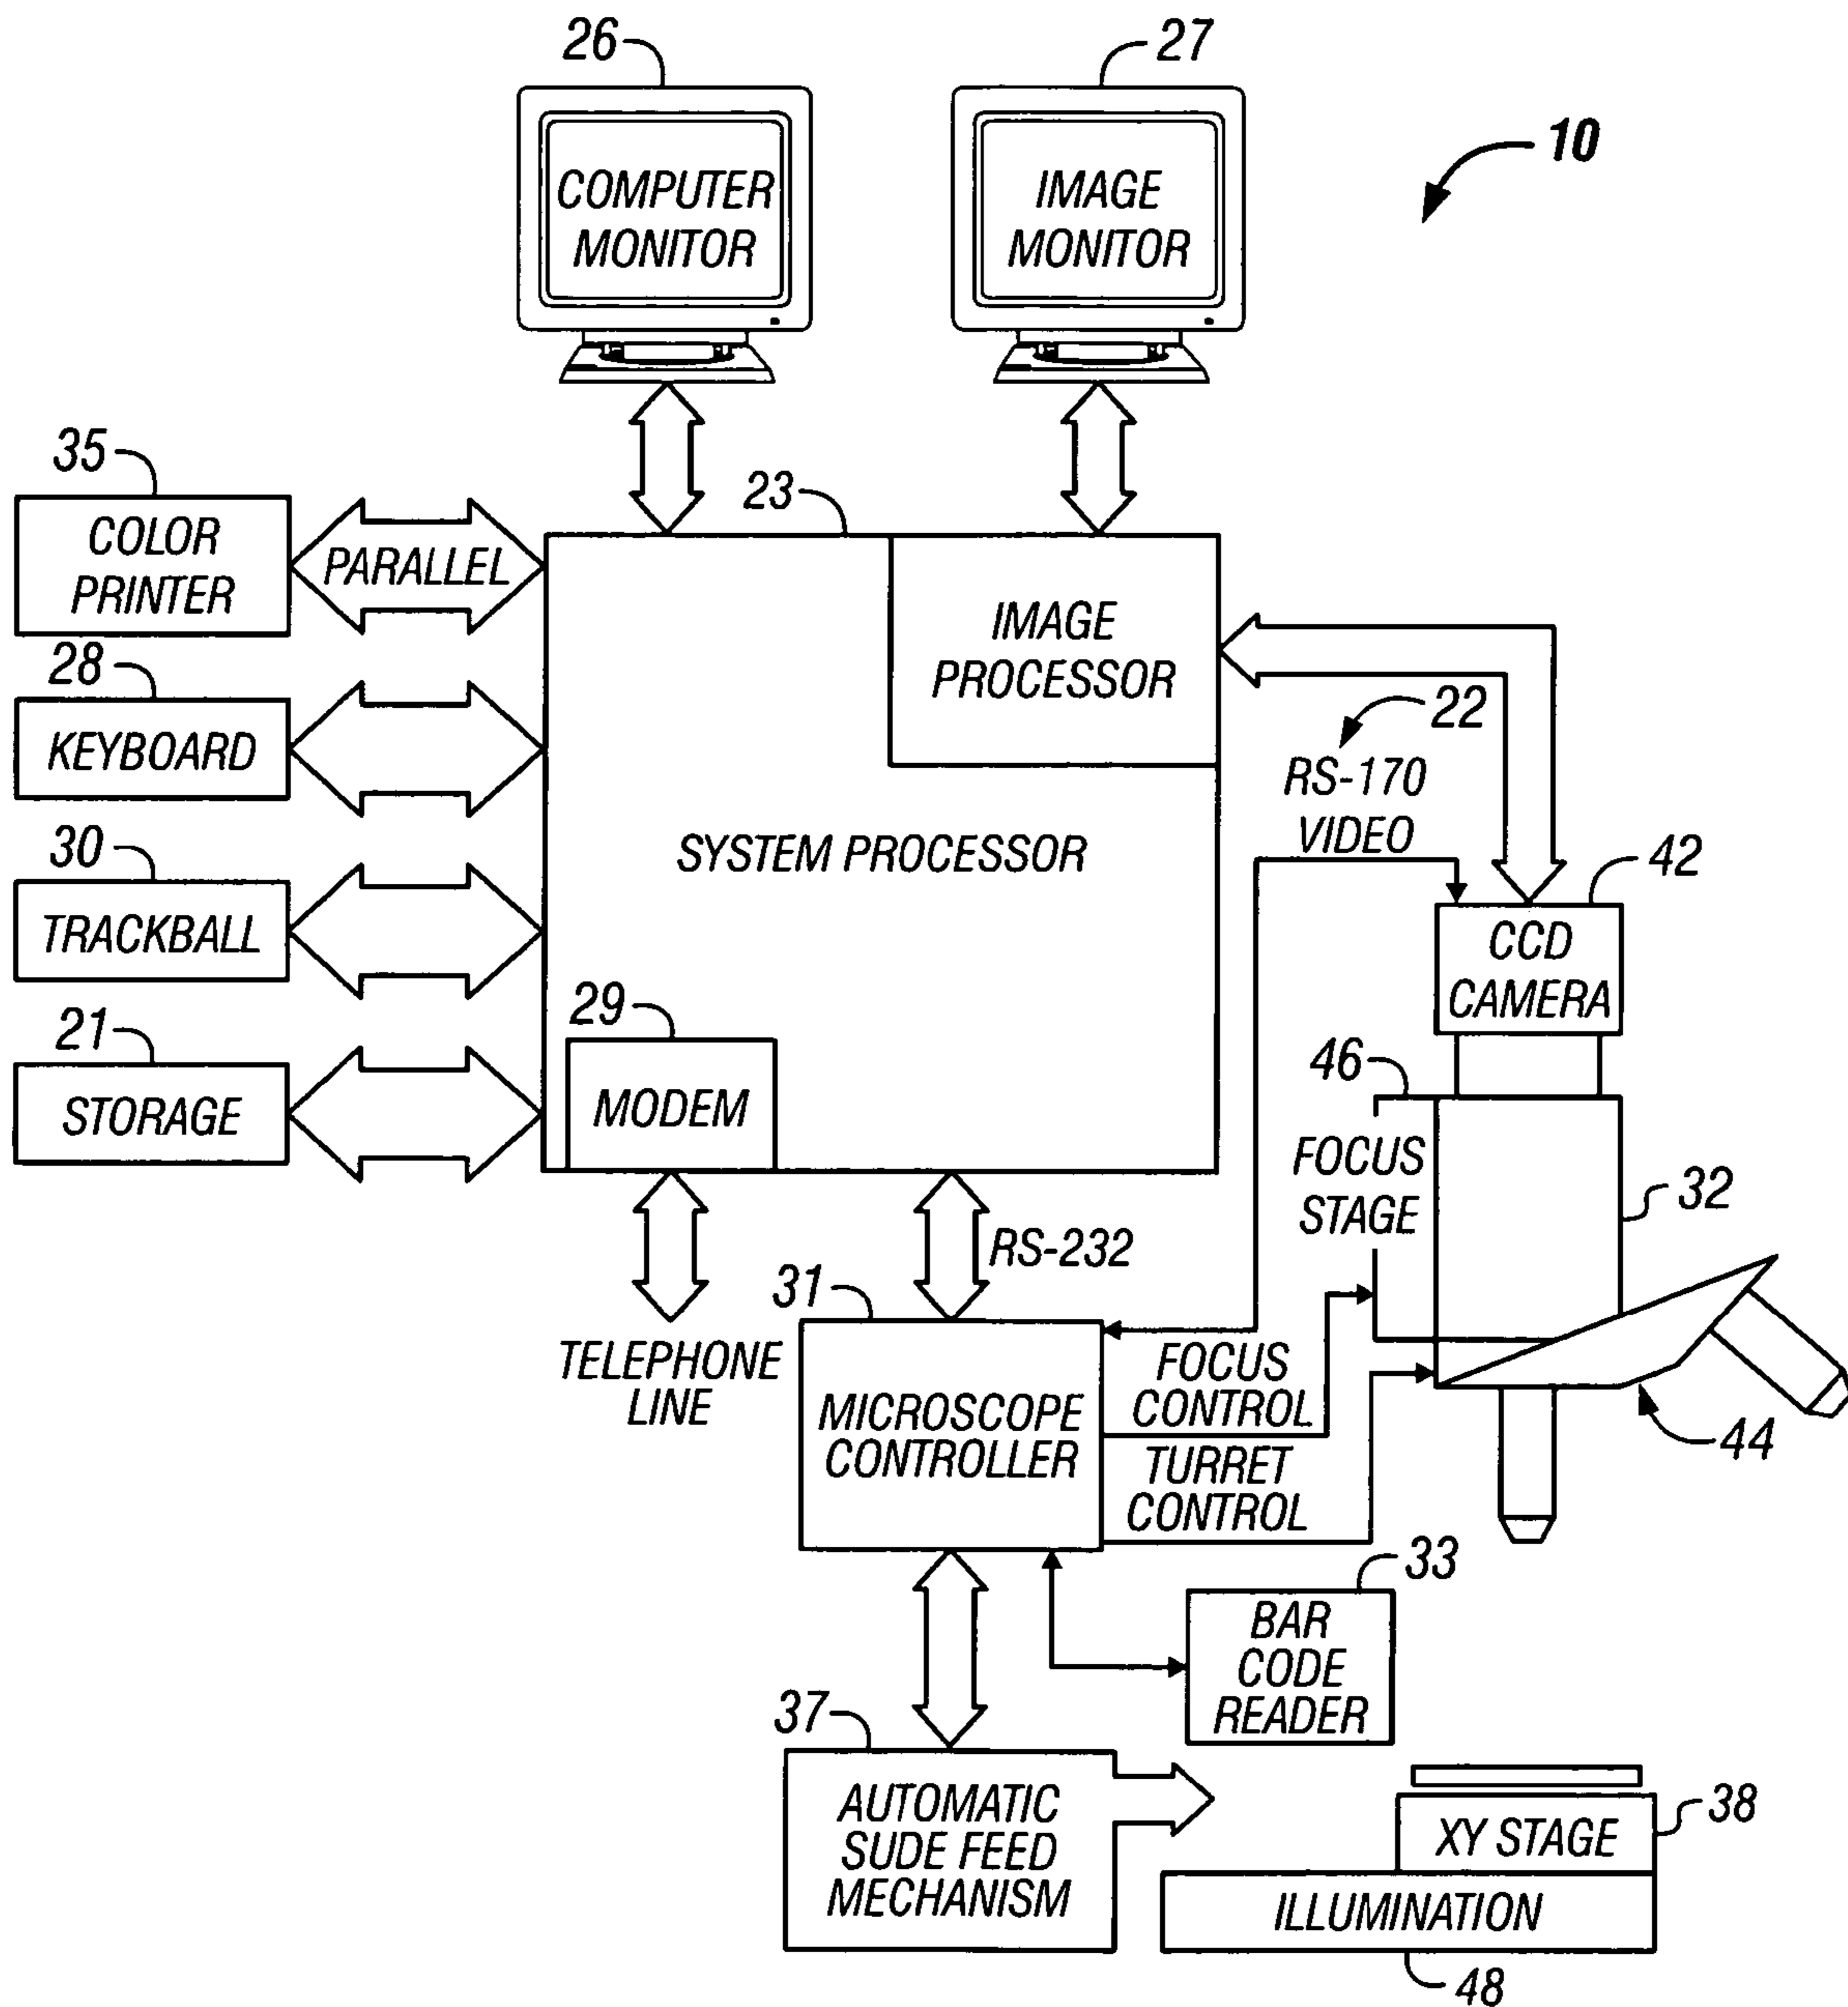 26
27
10
COMPUTER
MONITOR
IMAGE
MONITOR
35
23
COLOR
PRINTER
PARALLEL
IMAGE
PROCESSOR
28
22
KEYBOARD
RS-170
VIDEO
30
SYSTEM PROCESSOR
42
TRACKBALL
CCD
CAMERA
21
29
46
STORAGE
MODEM
FOCUS
STAGE
32
RS-232
31
TELEPHONE
LINE
FOCUS
CONTROL
MICROSCOPE
CONTROLLER
TURRET
CONTROL
44
33
BAR
CODE
READER
37
AUTOMATIC
SUDE FEED
MECHANISM
38
XY STAGE
ILLUMINATION
48